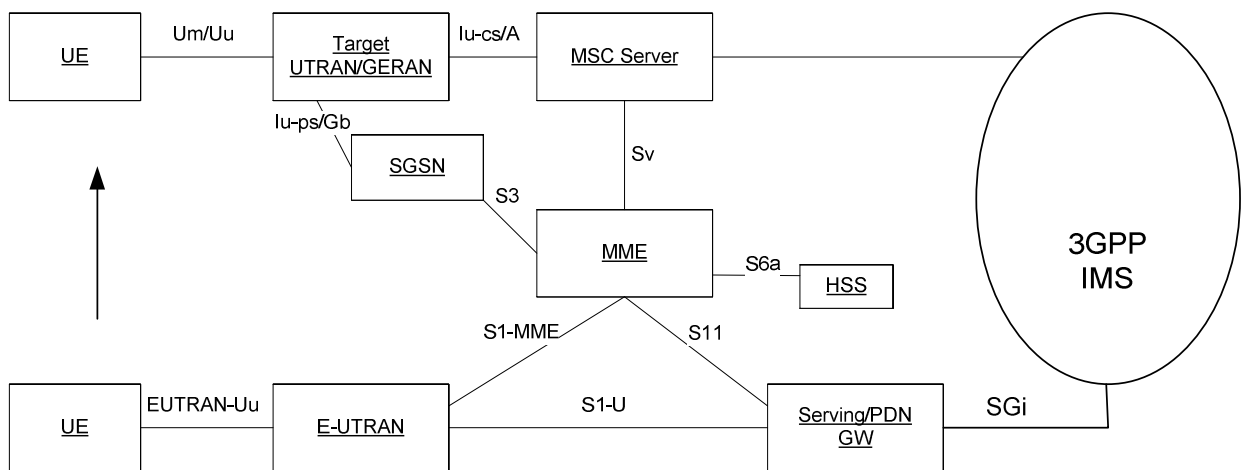 Um/Uu
Iu-cs/A
UE
Target
UTRAN/GERAN
MSC Server
Iu-ps/Gb
SGSN
Sv
S3
MME
S6a
HSS
3GPP
IMS
S1-MME
S11
EUTRAN-Uu
S1-U
UE
E-UTRAN
Serving/PDN
GW
SGi